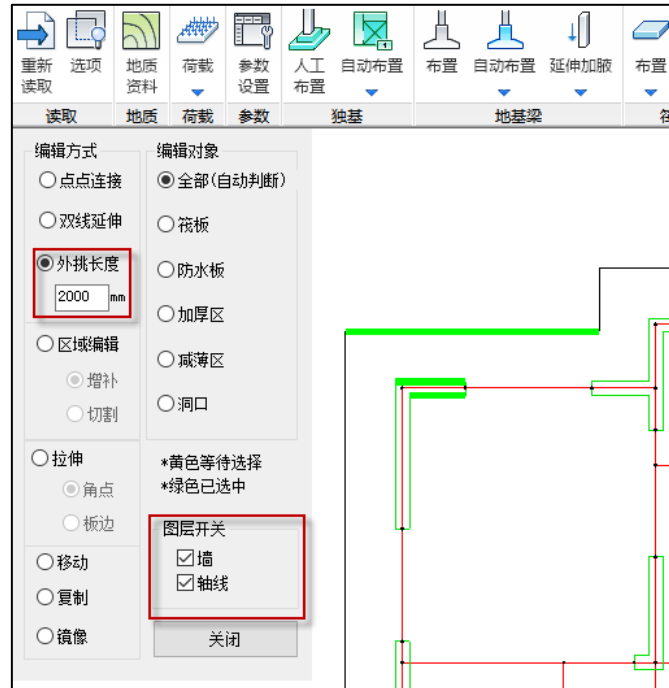 重新
读取
选项
地质
资料
荷载
参数
设置
人工
布置
自动布置
布置
自动布置
延伸加腋
布置
读取
地质
荷载
参数
独基
地基梁
编辑方式
点点连接
双线延伸
外挑长度
2000 mm
区域编辑
增补
切割
拉伸
角点
板边
移动
复制
镜像
编辑对象
全部(自动判断)
筏板
防水板
加厚区
减薄区
洞口
*黄色等待选择
*绿色已选中
图层开关
墙
轴线
关闭